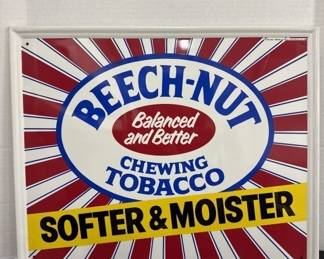 BEECH-NUT
Balanced
and Better
CHEWING
TOBACCO
SOFTER & MOISTER